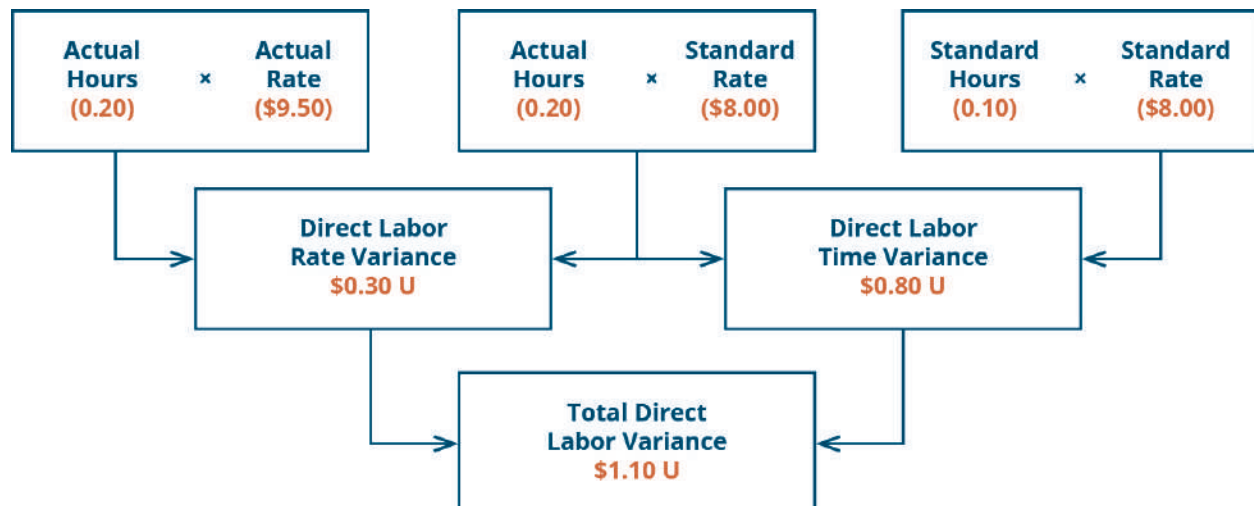 Actual Hours (0.20) × Actual Rate ($9.50)
Actual Hours (0.20) × Standard Rate ($8.00)
Standard Hours (0.10) × Standard Rate ($8.00)
Direct Labor
Rate Variance
$0.30 U
Direct Labor
Time Variance
$0.80 U
Total Direct
Labor Variance
$1.10 U